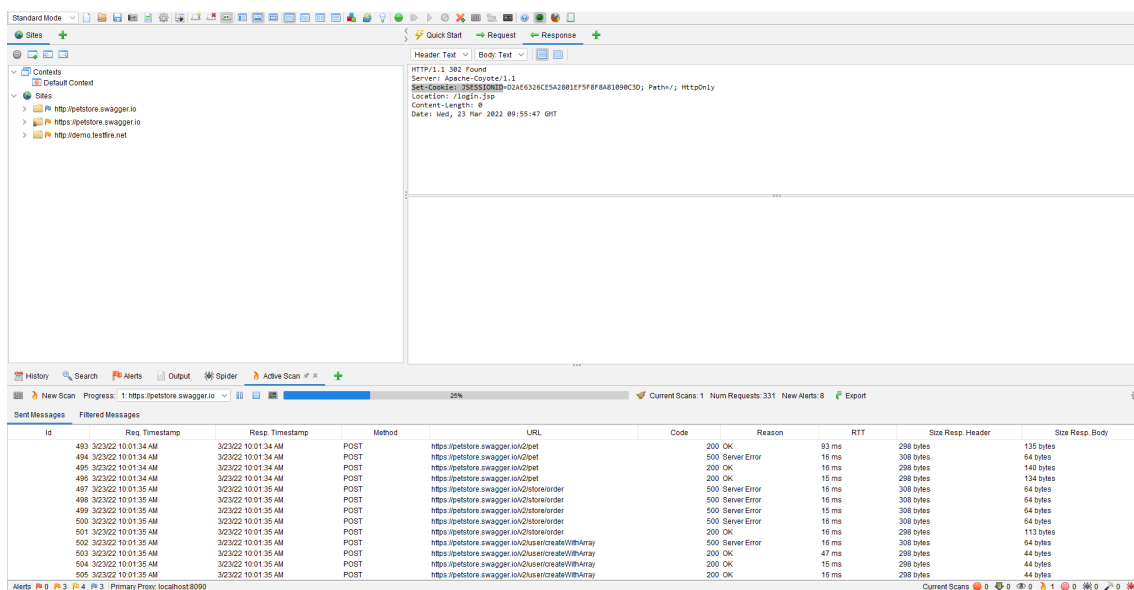 Standard Mode
Sites
Quick Start Request Response
Header: Text Body: Text
HTTP/1.1 302 Found
Server: Apache-Coyote/1.1
Set-Cookie: JSESSIONID=D2AE6326CE5A2801EF5F8F8A81090C3D; Path=/; HttpOnly
Location: /login.jsp
Content-Length: 0
Date: Wed, 23 Mar 2022 09:55:47 GMT
Contexts
Default Context
Sites
http://petstore.swagger.io
https://petstore.swagger.io
http://demo.testfire.net
History Search Alerts Output Spider Active Scan
New Scan Progress: 1: https://petstore.swagger.io 26% Current Scans: 1 Num Requests: 331 New Alerts: 8 Export
Sent Messages Filtered Messages
Id Req. Timestamp Resp. Timestamp Method URL Code Reason RTT Size Resp. Header Size Resp. Body
493 3/23/22 10:01:34 AM 3/23/22 10:01:34 AM POST https://petstore.swagger.io/v2/pet 200 OK 93 ms 298 bytes 135 bytes
494 3/23/22 10:01:34 AM 3/23/22 10:01:34 AM POST https://petstore.swagger.io/v2/pet 500 Server Error 16 ms 308 bytes 64 bytes
495 3/23/22 10:01:34 AM 3/23/22 10:01:34 AM POST https://petstore.swagger.io/v2/pet 200 OK 16 ms 298 bytes 140 bytes
496 3/23/22 10:01:34 AM 3/23/22 10:01:34 AM POST https://petstore.swagger.io/v2/pet 200 OK 15 ms 298 bytes 134 bytes
497 3/23/22 10:01:35 AM 3/23/22 10:01:35 AM POST https://petstore.swagger.io/v2/store/order 500 Server Error 16 ms 308 bytes 64 bytes
498 3/23/22 10:01:35 AM 3/23/22 10:01:35 AM POST https://petstore.swagger.io/v2/store/order 500 Server Error 16 ms 308 bytes 64 bytes
499 3/23/22 10:01:35 AM 3/23/22 10:01:35 AM POST https://petstore.swagger.io/v2/store/order 500 Server Error 15 ms 308 bytes 64 bytes
500 3/23/22 10:01:35 AM 3/23/22 10:01:35 AM POST https://petstore.swagger.io/v2/store/order 500 Server Error 16 ms 308 bytes 64 bytes
501 3/23/22 10:01:35 AM 3/23/22 10:01:35 AM POST https://petstore.swagger.io/v2/store/order 200 OK 16 ms 298 bytes 113 bytes
502 3/23/22 10:01:35 AM 3/23/22 10:01:35 AM POST https://petstore.swagger.io/v2/user/createWithArray 500 Server Error 16 ms 308 bytes 64 bytes
503 3/23/22 10:01:35 AM 3/23/22 10:01:35 AM POST https://petstore.swagger.io/v2/user/createWithArray 200 OK 47 ms 298 bytes 44 bytes
504 3/23/22 10:01:35 AM 3/23/22 10:01:35 AM POST https://petstore.swagger.io/v2/user/createWithArray 200 OK 15 ms 298 bytes 44 bytes
505 3/23/22 10:01:35 AM 3/23/22 10:01:35 AM POST https://petstore.swagger.io/v2/user/createWithArray 200 OK 16 ms 298 bytes 44 bytes
Alerts 0 3 4 3 Primary Proxy: localhost:8090 Current Scans 0 0 0 1 0 0 0